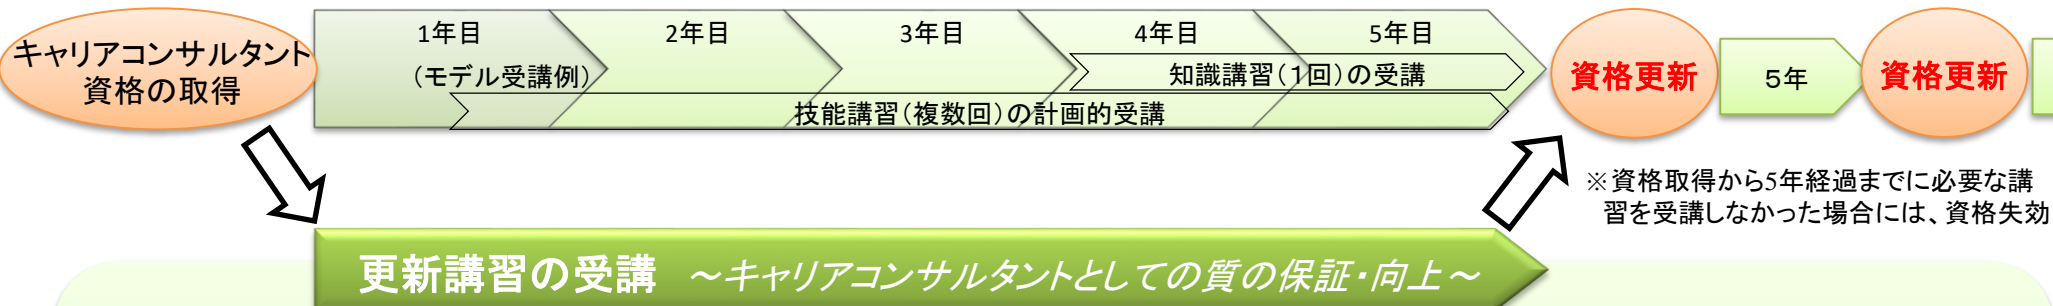 キャリアコンサルタント
資格の取得
1年目
2年目
3年目
4年目
5年目
（モデル受講例）
知識講習（１回）の受講
技能講習（複数回）の計画的受講
資格更新
５年
資格更新
※資格取得から5年経過までに必要な講
習を受講しなかった場合には、資格失効
更新講習の受講 ～キャリアコンサルタントとしての質の保証・向上～